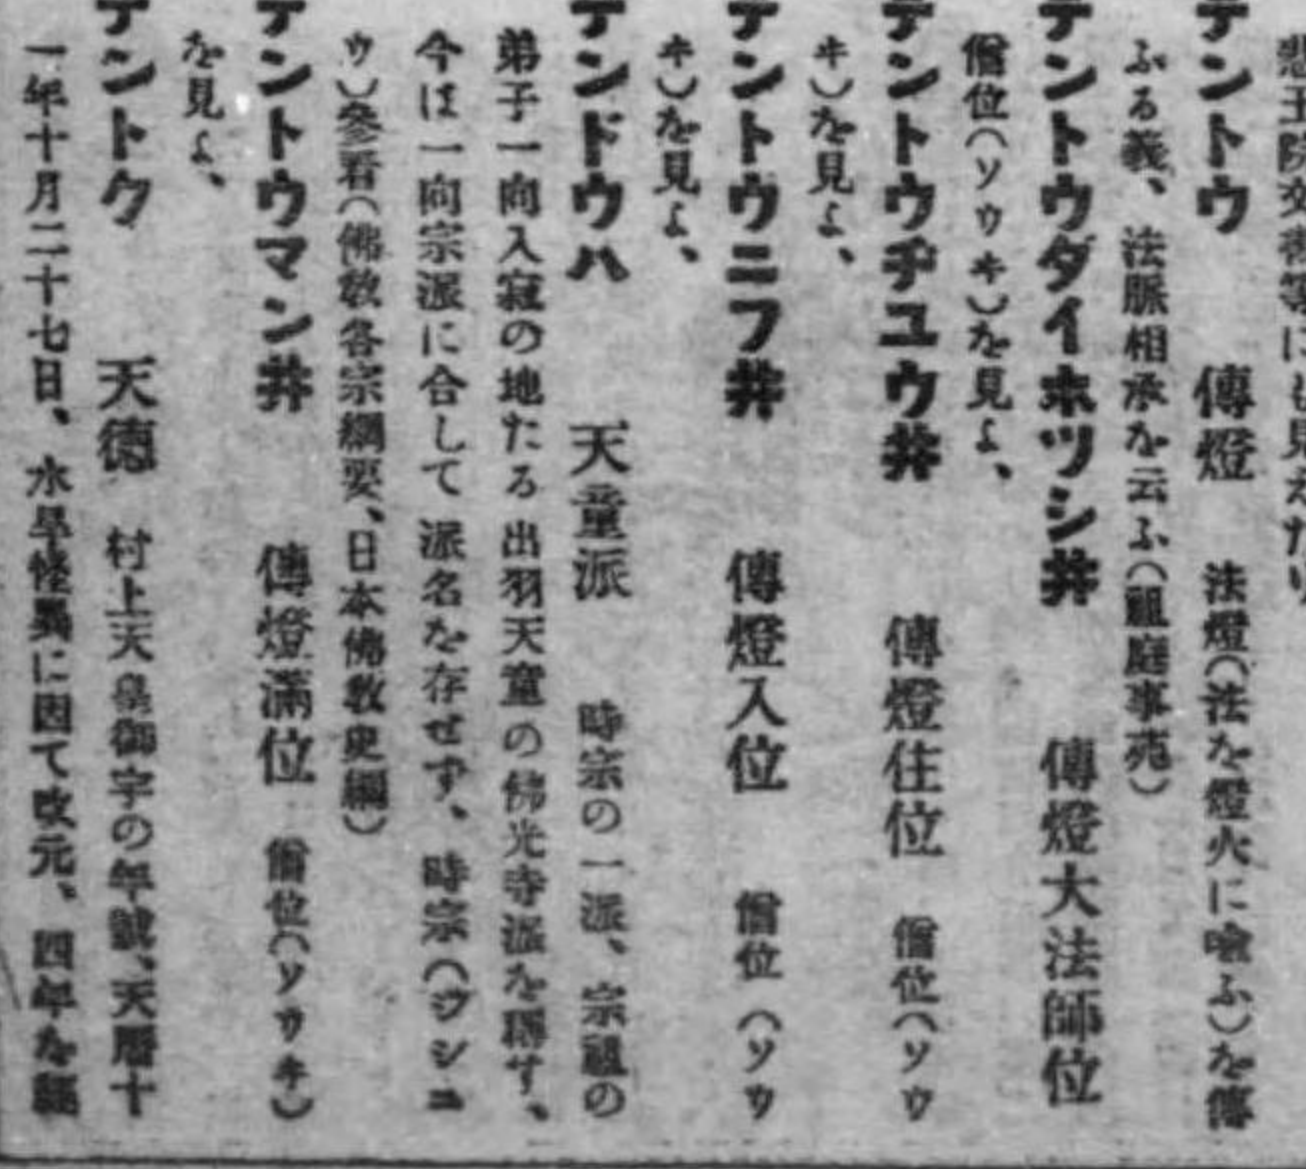 悲王院交衡等にも見えたり
テントウ　傳燈　法燈(法を燈火に喩ふ)を傳
ふる義、法脈相承を云ふ(祖庭事苑)
テントウダイホツシ井　傳燈大法師位
僧位(ソウヰ)を見よ、
テントウヂユウ井　傳燈住位　僧位(ソウ
ヰ)を見よ、
テントウニフ井　傳燈入位　僧位(ソウ
ヰ)を見よ、
テンドウハ　天童派　時宗の一派、宗祖の
弟子一向入寂の地たる出羽天童の佛光寺派を稱す、
今は一向宗派に合して派名を存せず、時宗(ジシユ
ウ)參看(佛敎各宗綱要、日本佛敎史綱)
テントウマン井　傳燈滿位　僧位(ソウヰ)
を見よ、
テントク　天德　村上天皇御宇の年號、天曆十
一年十月二十七日、水旱怪異に因て改元、四年を經